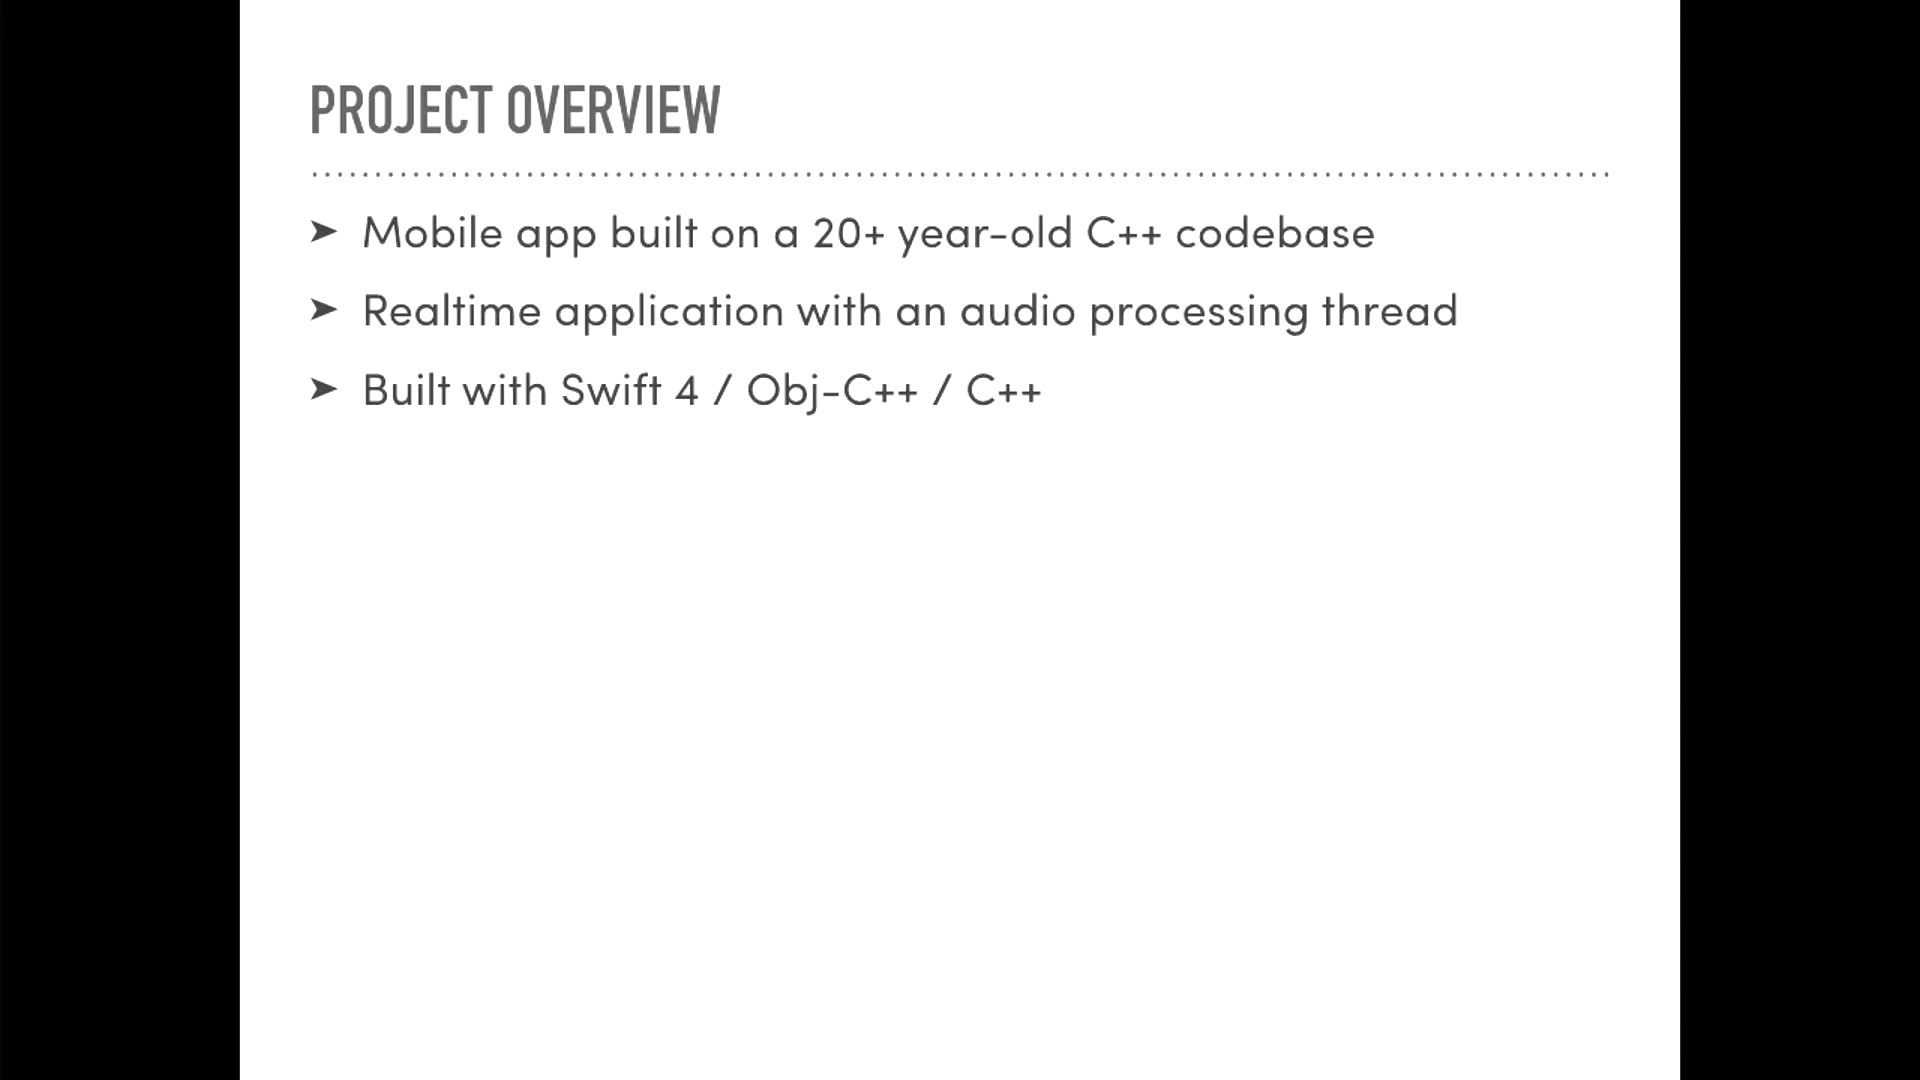 PROJECT OVERVIEW
➤ Mobile app built on a 20+ year-old C++ codebase
➤ Realtime application with an audio processing thread
➤ Built with Swift 4 / Obj-C++ / C++